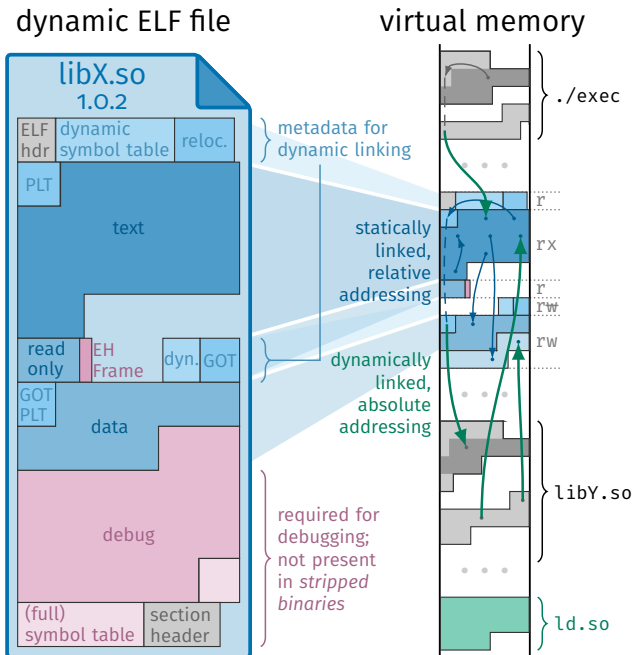 dynamic ELF file
virtual memory
libX.so
1.0.2
ELF
hdr
dynamic
symbol table
reloc.
PLT
text
read
only
EH
Frame
dyn.
GOT
GOT
PLT
data
debug
(full)
symbol table
section
header
metadata for
dynamic linking
statically
linked,
relative
addressing
dynamically
linked,
absolute
addressing
required for
debugging;
not present
in stripped
binaries
./exec
r
rx
r
rw
rw
libY.so
ld.so